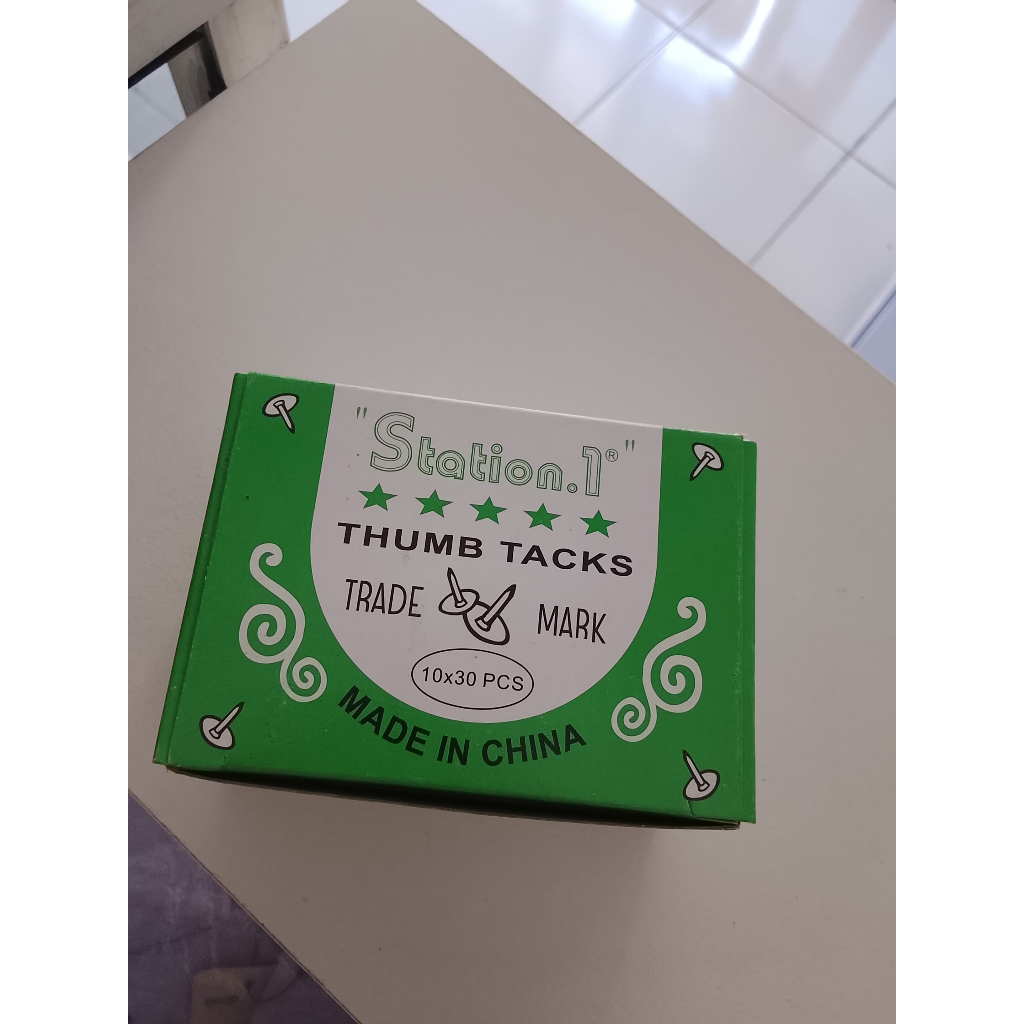 "Station.1®"
THUMB TACKS
TRADE MARK
10x30 PCS
MADE IN CHINA